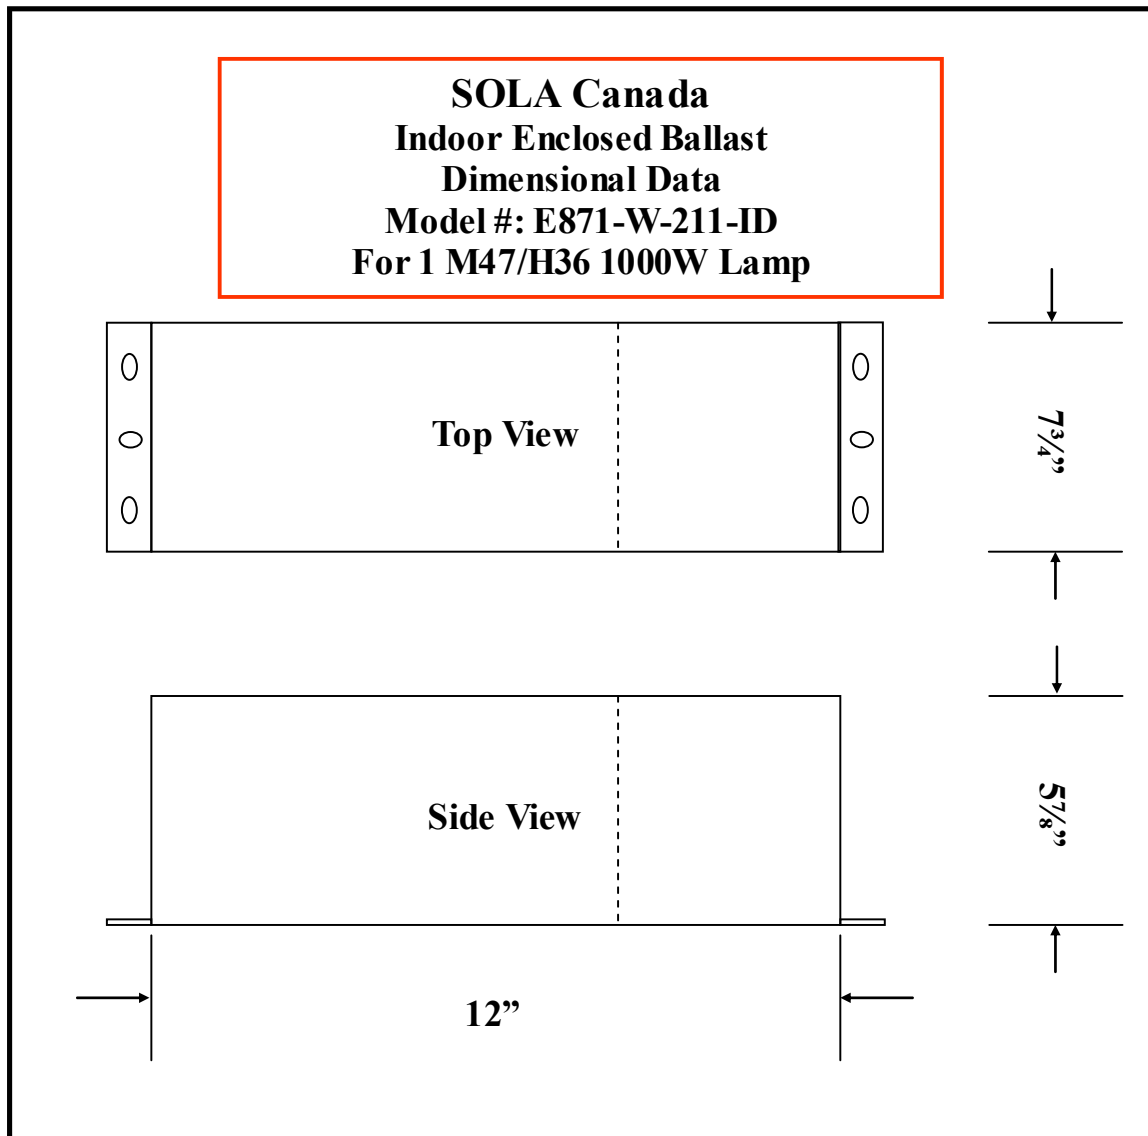 SOLA Canada
Indoor Enclosed Ballast
Dimensional Data
Model #: E871-W-211-ID
For 1 M47/H36 1000W Lamp
Top View
7¾”
Side View
5⅞”
12”